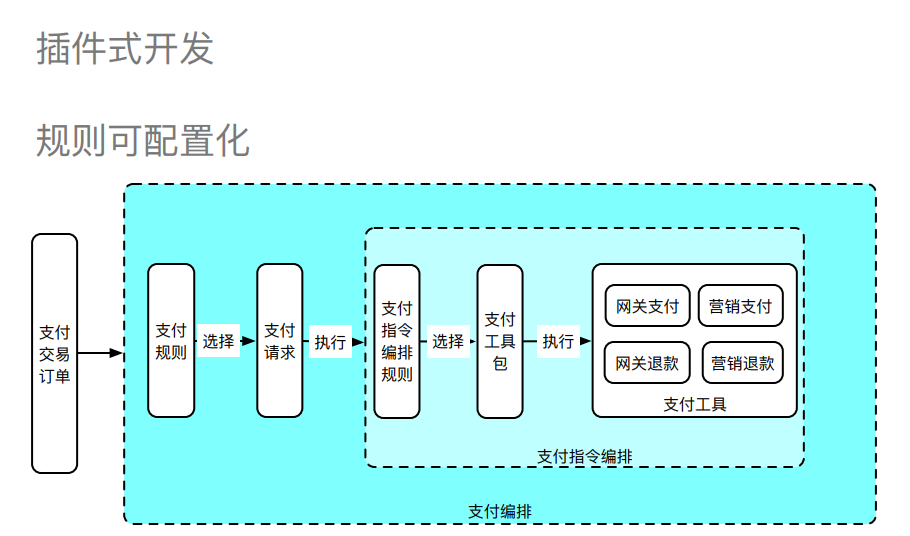 插件式开发
规则可配置化
支付
交易
订单
支付
规则
选择
支付
请求
执行
支付
指令
编排
规则
选择
支付
工具
包
执行
网关支付
营销支付
网关退款
营销退款
支付工具
支付指令编排
支付编排